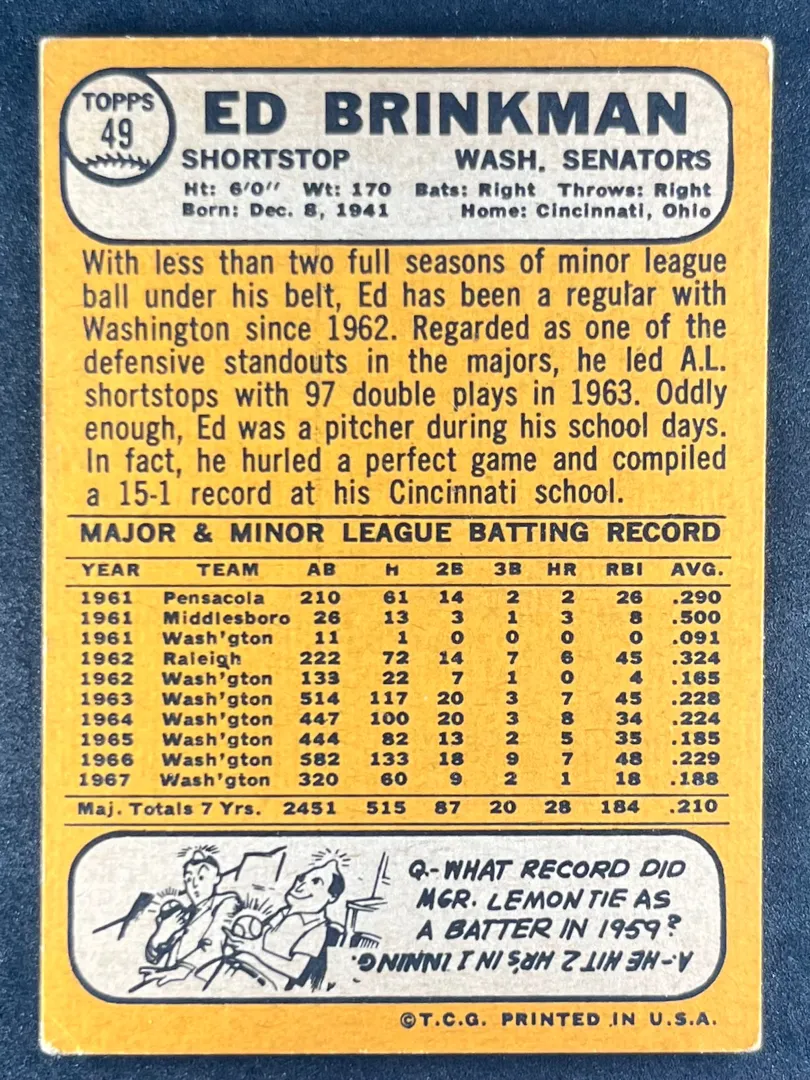 TOPPS
49
ED BRINKMAN
SHORTSTOP WASH. SENATORS
Ht: 6'0" Wt: 170 Bats: Right Throws: Right
Born: Dec. 8, 1941 Home: Cincinnati, Ohio
With less than two full seasons of minor league
ball under his belt, Ed has been a regular with
Washington since 1962. Regarded as one of the
defensive standouts in the majors, he led A.L.
shortstops with 97 double plays in 1963. Oddly
enough, Ed was a pitcher during his school days.
In fact, he hurled a perfect game and compiled
a 15-1 record at his Cincinnati school.
MAJOR & MINOR LEAGUE BATTING RECORD
YEAR TEAM AB H 2B 3B HR RBI AVG.
1961 Pensacola 210 61 14 2 2 26 .290
1961 Middlesboro 26 13 3 1 3 8 .500
1961 Wash'gton 11 1 0 0 0 0 .091
1962 Raleigh 222 72 14 7 6 45 .324
1962 Wash'gton 133 22 7 1 0 4 .165
1963 Wash'gton 514 117 20 3 7 45 .228
1964 Wash'gton 447 100 20 3 8 34 .224
1965 Wash'gton 444 82 13 2 5 35 .185
1966 Wash'gton 582 133 18 9 7 48 .229
1967 Wash'gton 320 60 9 2 1 18 .188
Maj. Totals 7 Yrs. 2451 515 87 20 28 184 .210
Q.-WHAT RECORD DID
MGR. LEMON TIE AS
A BATTER IN 1959?
A.-HE HIT 2 HR'S IN 1 INNING.
©T.C.G. PRINTED IN U.S.A.